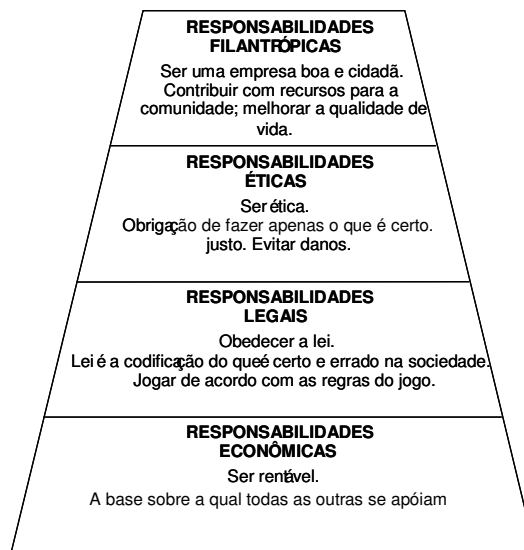 RESPONSABILIDADES
FILANTRÓPICAS
Ser uma empresa boa e cidadã.
Contribuir com recursos para a
comunidade; melhorar a qualidade de
vida.
RESPONSABILIDADES
ÉTICAS
Ser ética.
Obrigação de fazer apenas o que é certo.
justo. Evitar danos.
RESPONSABILIDADES
LEGAIS
Obedecer a lei.
Lei é a codificação do que é certo e errado na sociedade.
Jogar de acordo com as regras do jogo.
RESPONSABILIDADES
ECONÔMICAS
Ser rentável.
A base sobre a qual todas as outras se apóiam